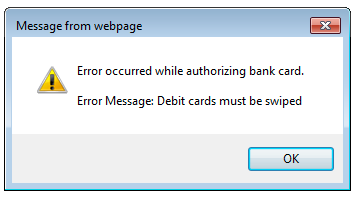 Message from webpage
Error occurred while authorizing bank card.
Error Message: Debit cards must be swiped
OK